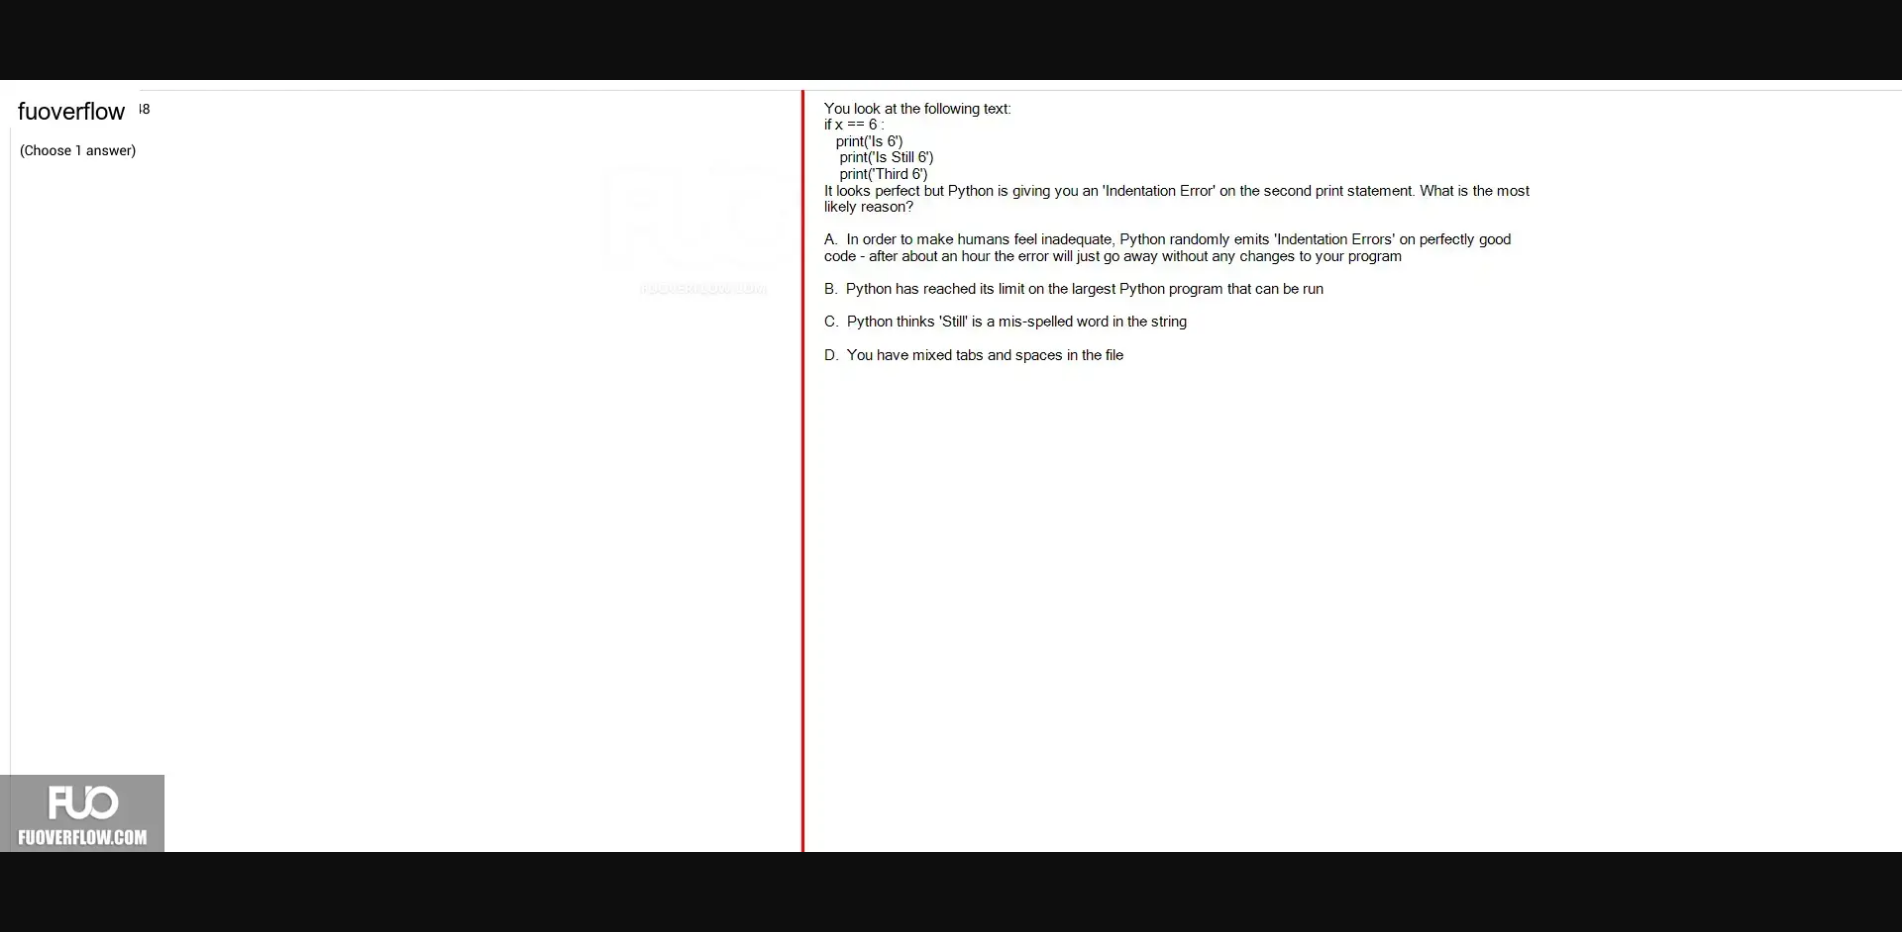 fuoverflow 48
(Choose 1 answer)
You look at the following text:
if x == 6 :
print('Is 6')
print('Is Still 6')
print('Third 6')
It looks perfect but Python is giving you an 'Indentation Error' on the second print statement. What is the most
likely reason?
A. In order to make humans feel inadequate, Python randomly emits 'Indentation Errors' on perfectly good
code - after about an hour the error will just go away without any changes to your program
B. Python has reached its limit on the largest Python program that can be run
C. Python thinks 'Still' is a mis-spelled word in the string
D. You have mixed tabs and spaces in the file
FUO
FUOVERFLOW.COM
FUO
FUOVERFLOW.COM